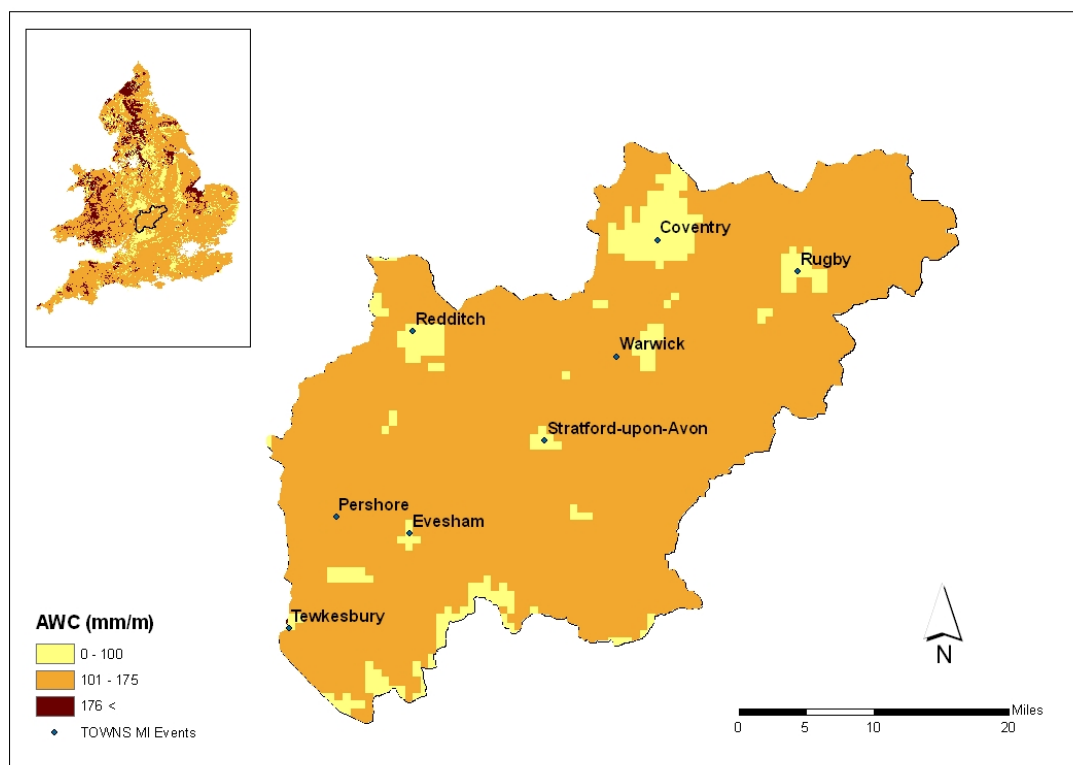 Coventry
Rugby
Redditch
Warwick
Stratford-upon-Avon
Pershore
Evesham
Tewkesbury
AWC (mm/m)
0 - 100
101 - 175
176 <
TOWNS MI Events
N
Miles
0 5 10 20